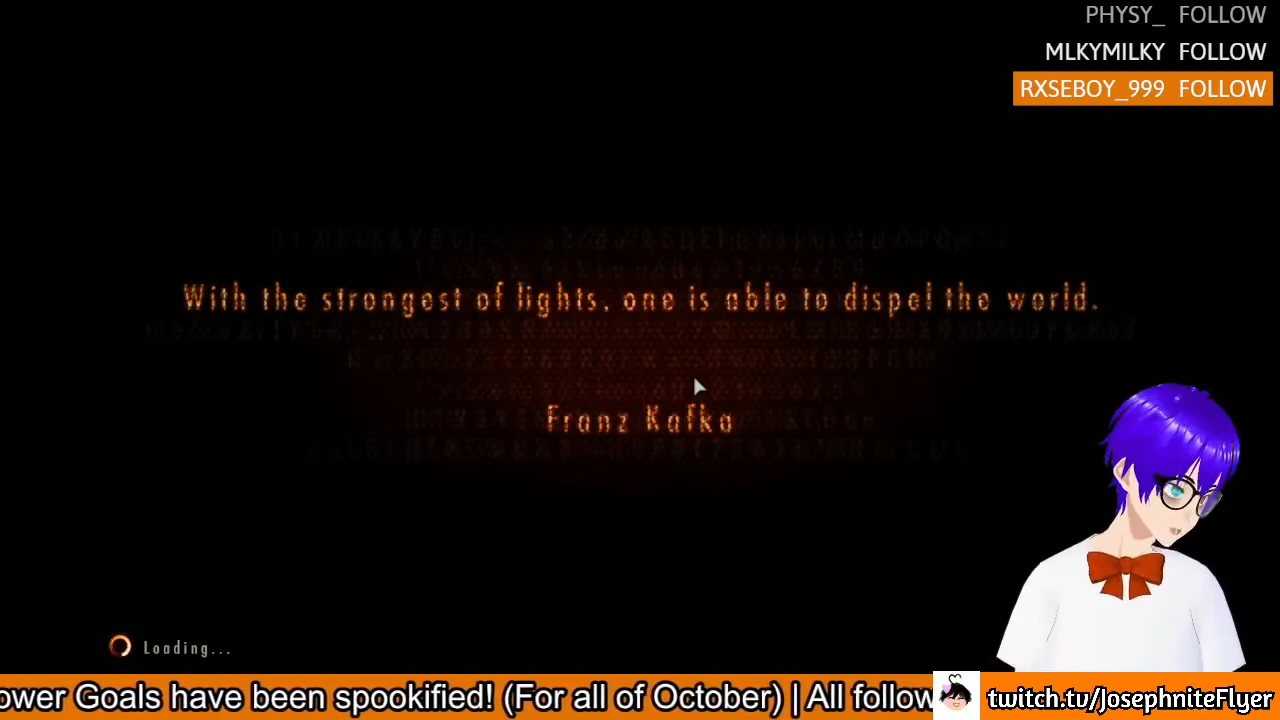 PHYSY_ FOLLOW
MLKYMILKY FOLLOW
RXSEBOY_999 FOLLOW
With the strongest of lights, one is able to dispel the world.
Franz Kafka
Loading...
ower Goals have been spookified! (For all of October) | All follow
twitch.tv/JosephniteFlyer